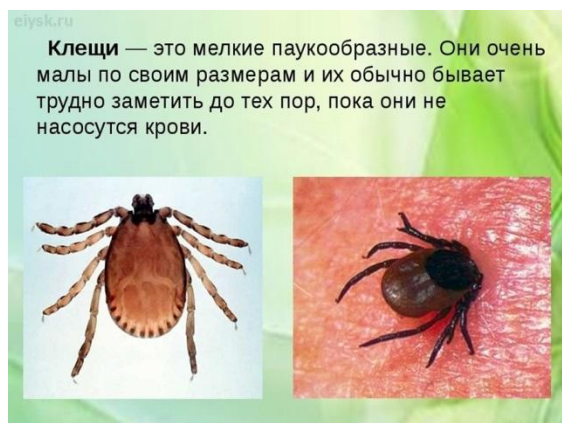 eiysk.ru
Клещи — это мелкие паукообразные. Они очень
малы по своим размерам и их обычно бывает
трудно заметить до тех пор, пока они не
насосутся крови.